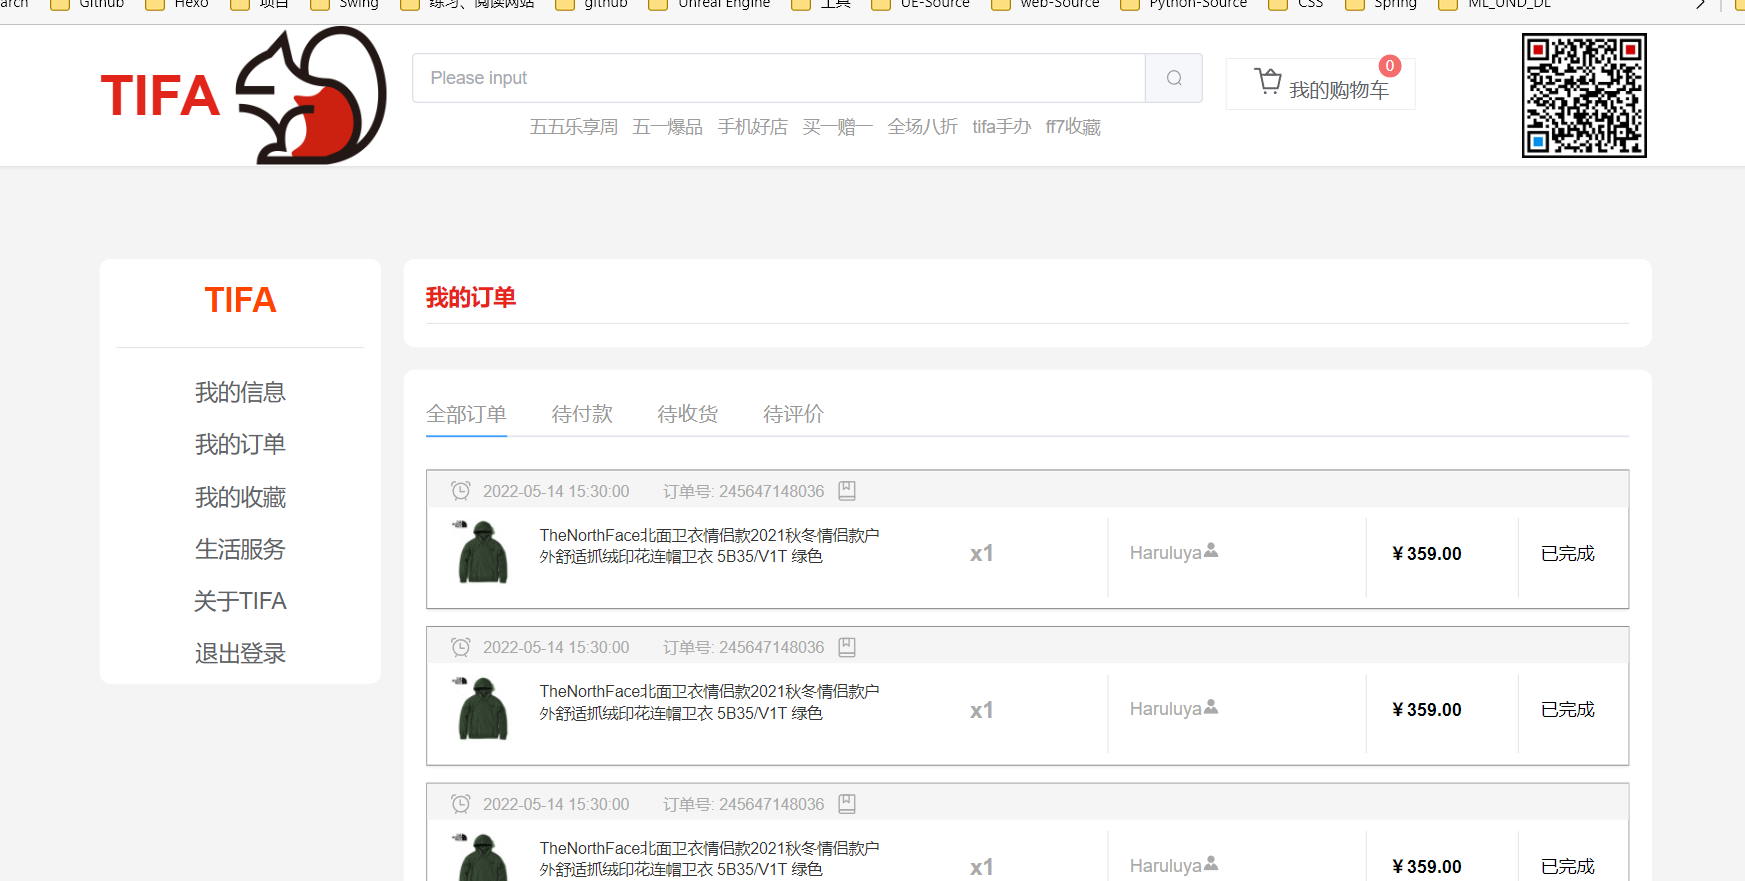 arch Github Hexo 项目 Swing 练习、阅读网站 github Unreal Engine 工具 UE-Source web-Source Python-Source CSS Spring ML_UND_DL
TIFA
Please input
0
我的购物车
五五乐享周 五一爆品 手机好店 买一赠一 全场八折 tifa手办 ff7收藏
TIFA
我的信息
我的订单
我的收藏
生活服务
关于TIFA
退出登录
我的订单
全部订单 待付款 待收货 待评价
2022-05-14 15:30:00 订单号: 245647148036
TheNorthFace北面卫衣情侣款2021秋冬情侣款户
外舒适抓绒印花连帽卫衣 5B35/V1T 绿色
x1
Haruluya
¥ 359.00
已完成
2022-05-14 15:30:00 订单号: 245647148036
TheNorthFace北面卫衣情侣款2021秋冬情侣款户
外舒适抓绒印花连帽卫衣 5B35/V1T 绿色
x1
Haruluya
¥ 359.00
已完成
2022-05-14 15:30:00 订单号: 245647148036
TheNorthFace北面卫衣情侣款2021秋冬情侣款户
外舒适抓绒印花连帽卫衣 5B35/V1T 绿色
x1
Haruluya
¥ 359.00
已完成